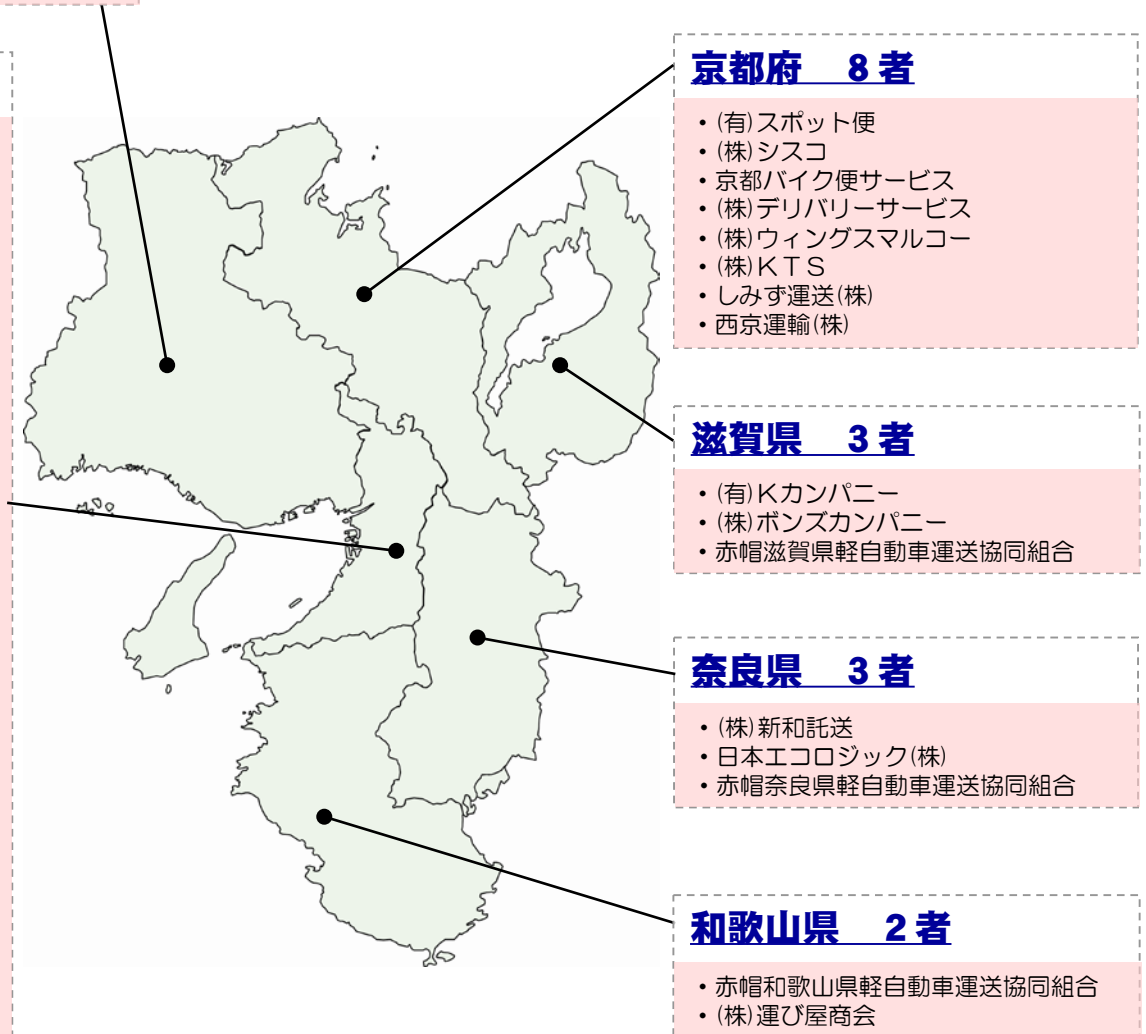 京都府　8者
・(有)スポット便
・(株)シスコ
・京都バイク便サービス
・(株)デリバリーサービス
・(株)ウィングスマルコー
・(株)ＫＴＳ
・しみず運送(株)
・西京運輸(株)
滋賀県　3者
・(有)Ｋカンパニー
・(株)ボンズカンパニー
・赤帽滋賀県軽自動車運送協同組合
奈良県　3者
・(株)新和託送
・日本エコロジック(株)
・赤帽奈良県軽自動車運送協同組合
和歌山県　2者
・赤帽和歌山県軽自動車運送協同組合
・(株)運び屋商会